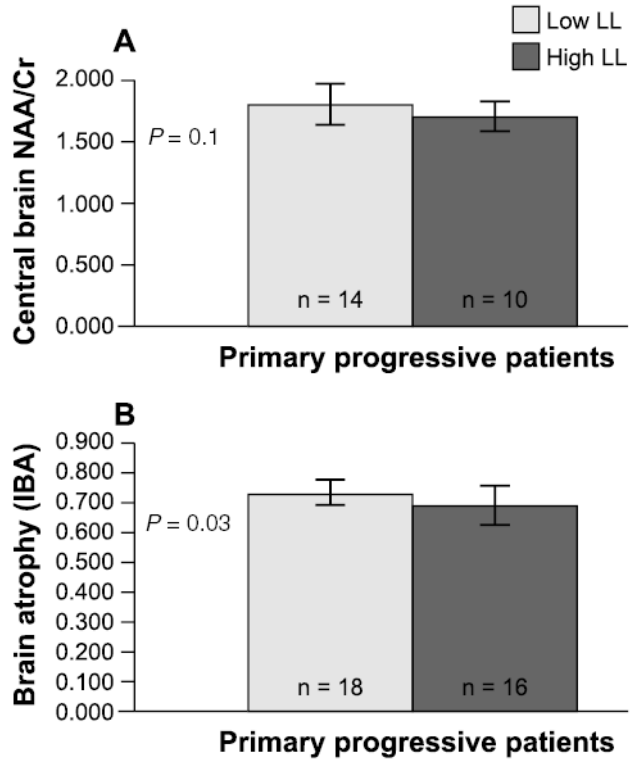 Low LL
High LL
A
Central brain NAA/Cr
2.000
1.500
1.000
0.500
0.000
P = 0.1
n = 14
n = 10
Primary progressive patients
B
Brain atrophy (IBA)
0.900
0.800
0.700
0.600
0.500
0.400
0.300
0.200
0.100
0.000
P = 0.03
n = 18
n = 16
Primary progressive patients